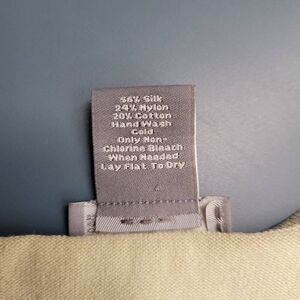 56% Silk
24% Nylon
20% Cotton
Hand Wash
Cold
Only Non-
Chlorine Bleach
When Needed
Lay Flat To Dry